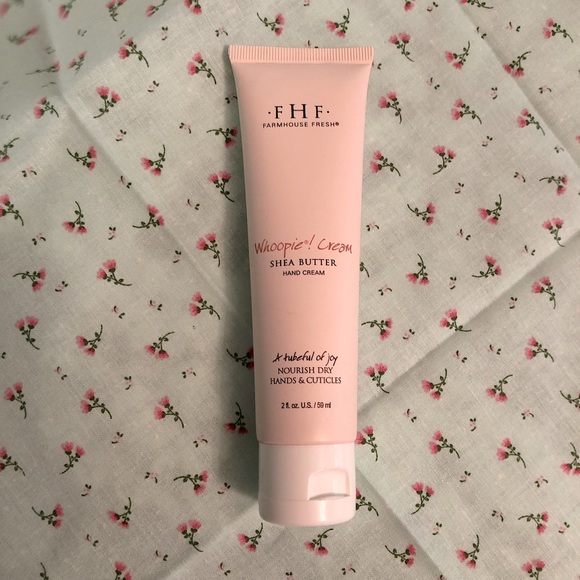 ·FHF·
FARMHOUSE FRESH®
Whoopie®! Cream
SHEA BUTTER
HAND CREAM
A tubeful of joy
NOURISH DRY
HANDS & CUTICLES
2 fl. oz. U.S. / 59 ml